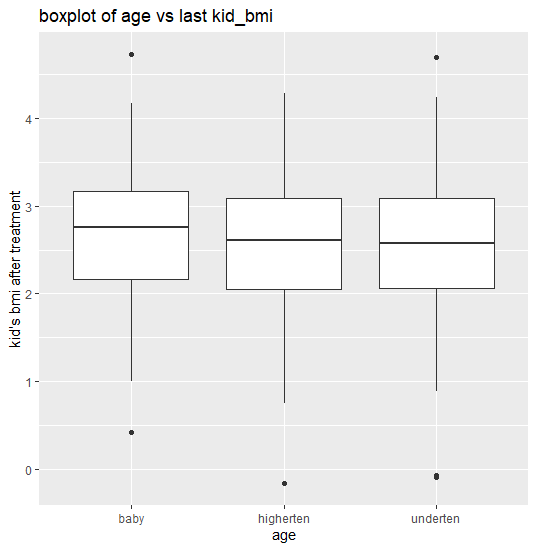 boxplot of age vs last kid_bmi
kid's bmi after treatment
4
3
2
1
0
baby higherten underten
age